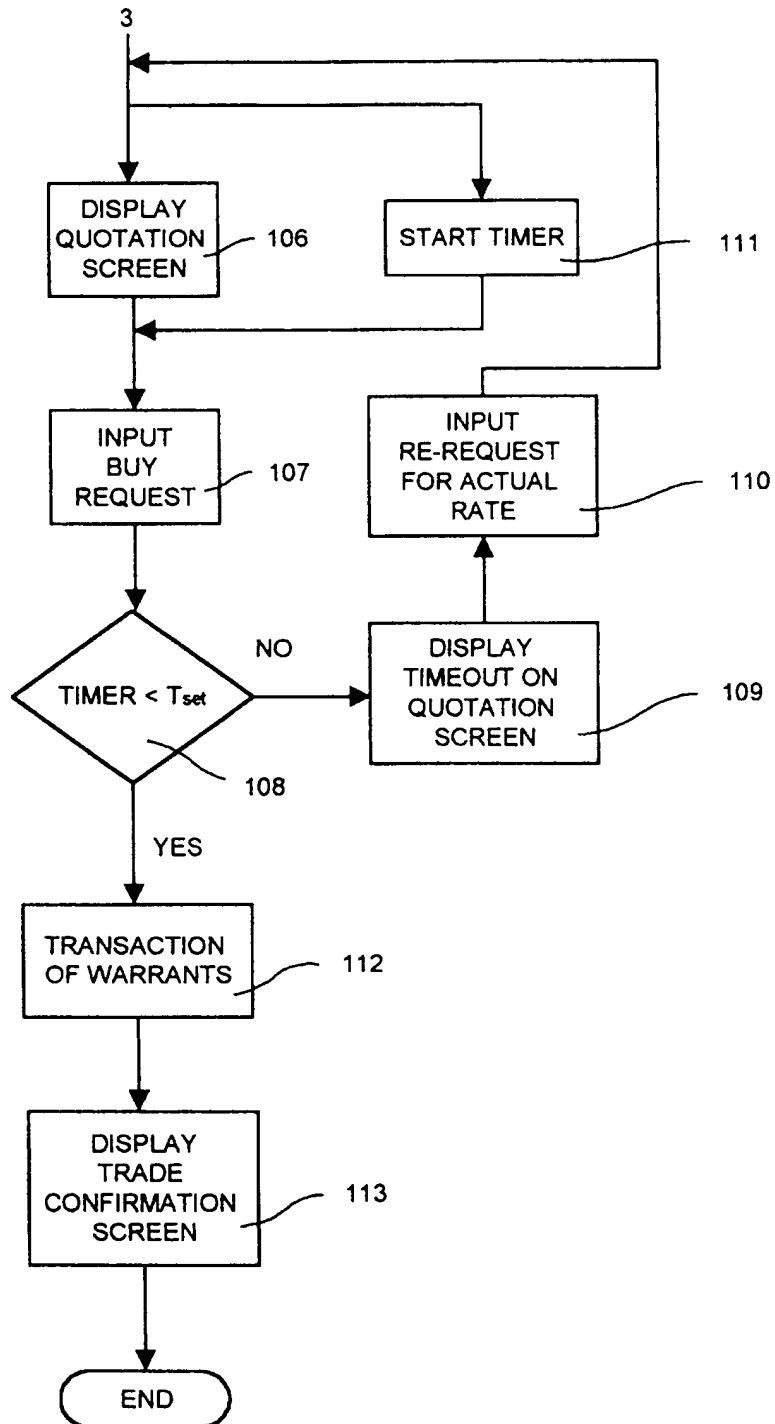 3
DISPLAY
QUOTATION
SCREEN
106
START TIMER
111
INPUT
BUY
REQUEST
107
INPUT
RE-REQUEST
FOR ACTUAL
RATE
110
TIMER < Tset
108
NO
DISPLAY
TIMEOUT ON
QUOTATION
SCREEN
109
YES
TRANSACTION
OF WARRANTS
112
DISPLAY
TRADE
CONFIRMATION
SCREEN
113
END